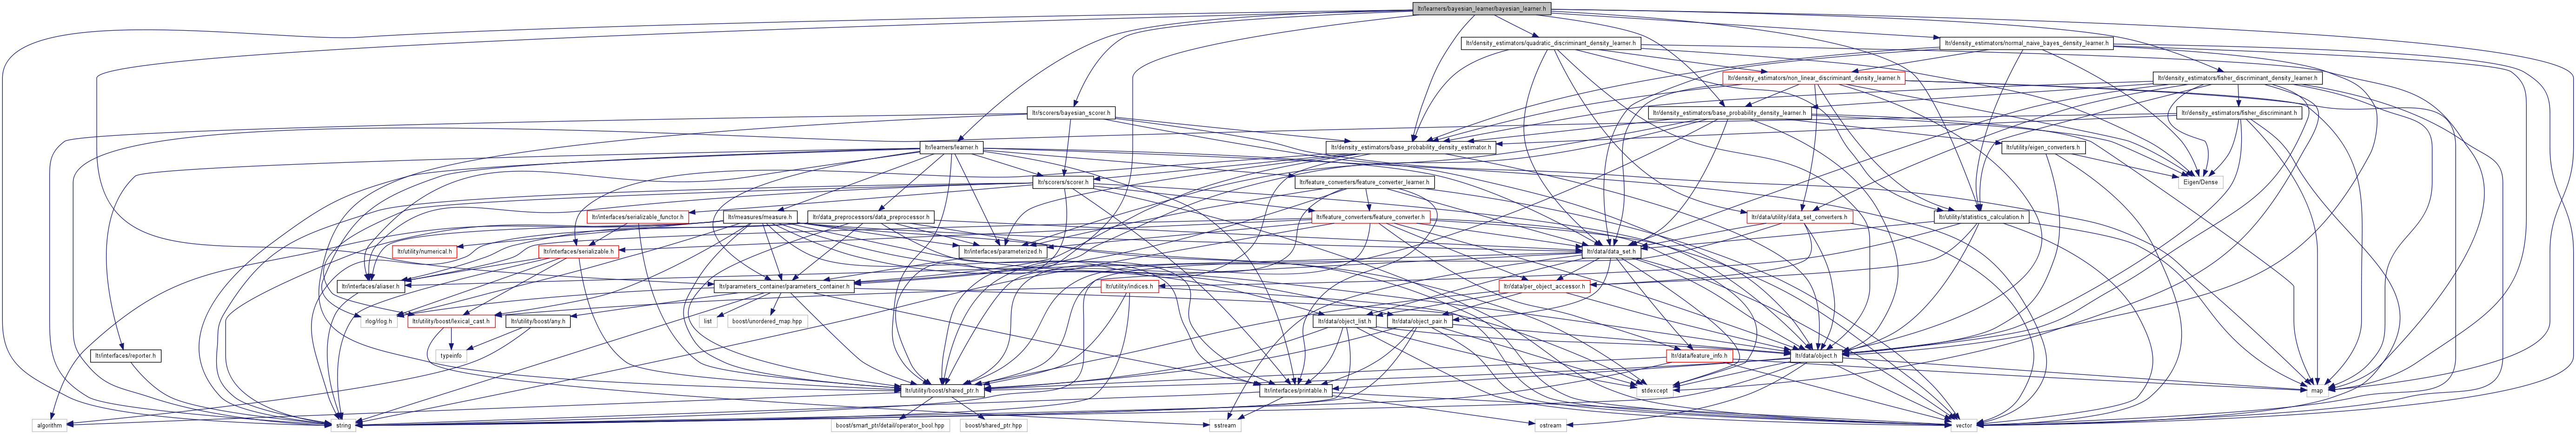 ltr/learners/bayesian_learner/bayesian_learner.h
ltr/density_estimators/quadratic_discriminant_density_learner.h
ltr/density_estimators/normal_naive_bayes_density_learner.h
ltr/density_estimators/non_linear_discriminant_density_learner.h
ltr/density_estimators/fisher_discriminant_density_learner.h
ltr/scorers/bayesian_scorer.h
ltr/density_estimators/base_probability_density_learner.h
ltr/density_estimators/fisher_discriminant.h
ltr/learners/learner.h
ltr/density_estimators/base_probability_density_estimator.h
ltr/utility/eigen_converters.h
ltr/scorers/scorer.h
ltr/feature_converters/feature_converter_learner.h
Eigen/Dense
ltr/interfaces/serializable_functor.h
ltr/measures/measure.h
ltr/data_preprocessors/data_preprocessor.h
ltr/feature_converters/feature_converter.h
ltr/data/utility/data_set_converters.h
ltr/utility/statistics_calculation.h
ltr/utility/numerical.h
ltr/interfaces/serializable.h
ltr/interfaces/parameterized.h
ltr/data/data_set.h
ltr/interfaces/aliaser.h
ltr/parameters_container/parameters_container.h
ltr/utility/indices.h
ltr/data/per_object_accessor.h
rlog/rlog.h
ltr/utility/boost/lexical_cast.h
ltr/utility/boost/any.h
list
boost/unordered_map.hpp
ltr/data/object_list.h
ltr/data/object_pair.h
ltr/interfaces/reporter.h
typeinfo
ltr/data/feature_info.h
ltr/data/object.h
ltr/utility/boost/shared_ptr.h
ltr/interfaces/printable.h
stdexcept
map
algorithm
string
boost/smart_ptr/detail/operator_bool.hpp
boost/shared_ptr.hpp
sstream
ostream
vector